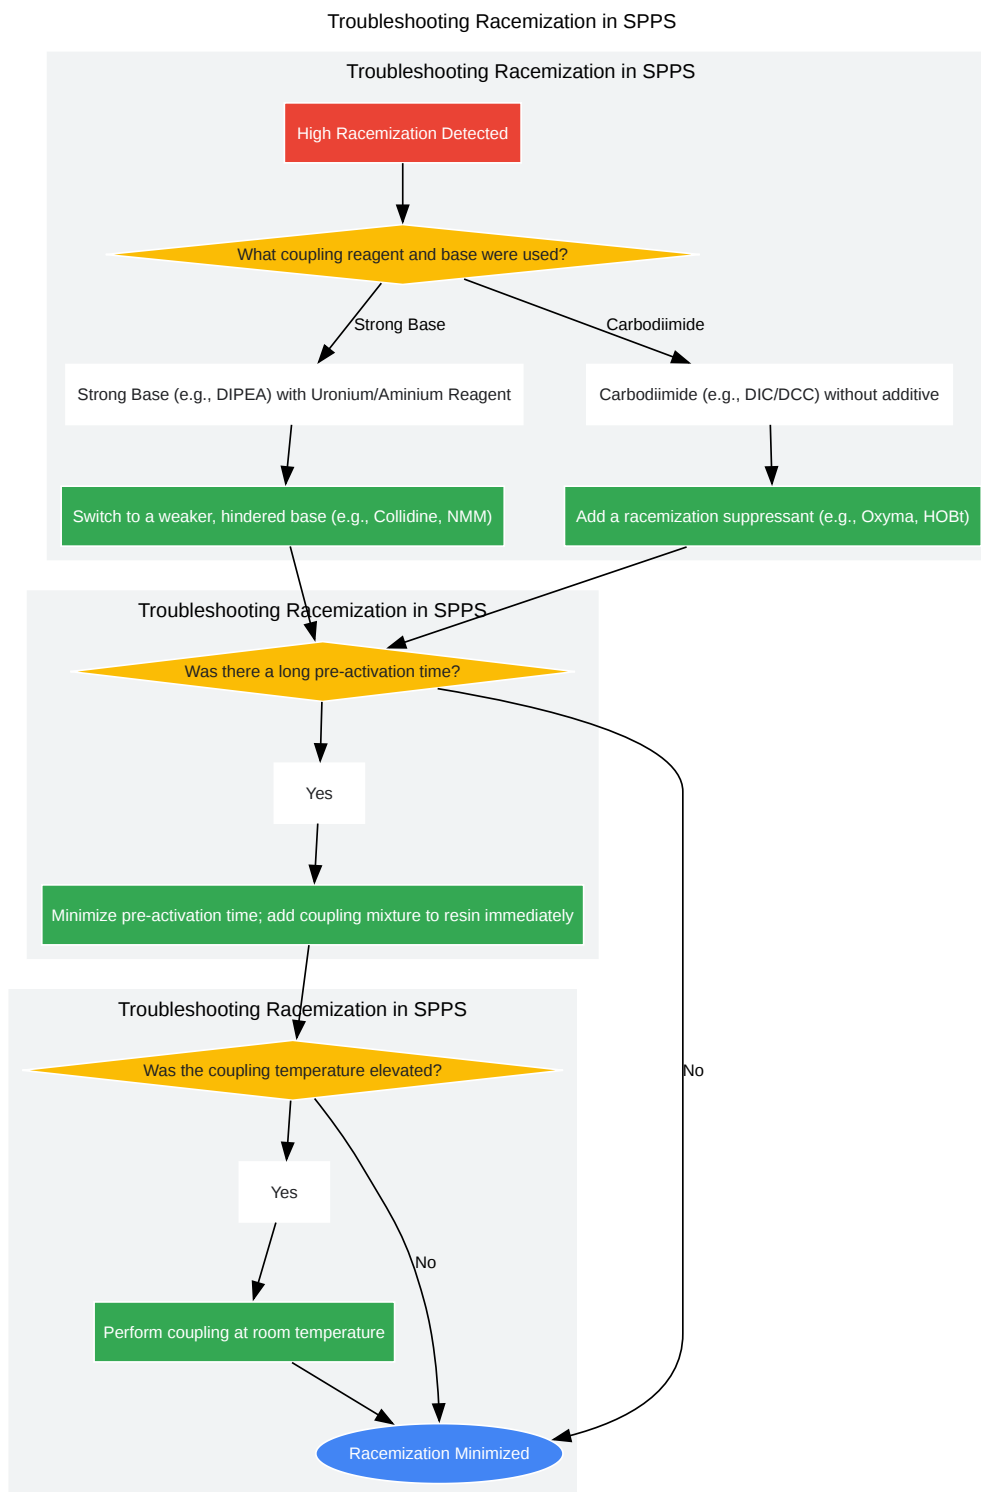 Troubleshooting Racemization in SPPS
Troubleshooting Racemization in SPPS
High Racemization Detected
What coupling reagent and base were used?
Strong Base
Carbodiimide
Strong Base (e.g., DIPEA) with Uronium/Aminium Reagent
Carbodiimide (e.g., DIC/DCC) without additive
Switch to a weaker, hindered base (e.g., Collidine, NMM)
Add a racemization suppressant (e.g., Oxyma, HOBt)
Troubleshooting Racemization in SPPS
Was there a long pre-activation time?
Yes
Minimize pre-activation time; add coupling mixture to resin immediately
Troubleshooting Racemization in SPPS
Was the coupling temperature elevated?
No
Yes
No
Perform coupling at room temperature
Racemization Minimized